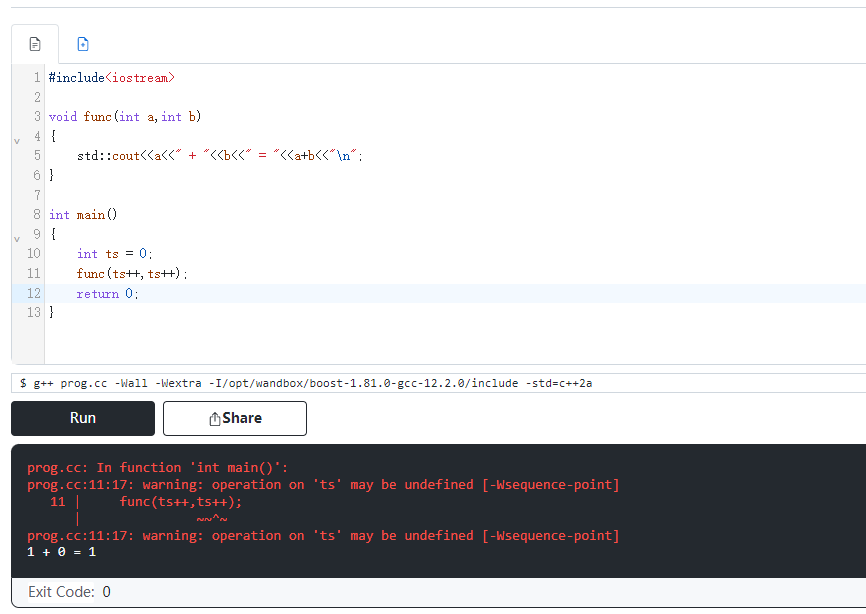 1 #include<iostream>
2
3 void func(int a,int b)
4 {
5 std::cout<<a<<" + "<<b<<" = "<<a+b<<"\n";
6 }
7
8 int main()
9 {
10 int ts = 0;
11 func(ts++,ts++);
12 return 0;
13 }
$ g++ prog.cc -Wall -Wextra -I/opt/wandbox/boost-1.81.0-gcc-12.2.0/include -std=c++2a
Run Share
prog.cc: In function 'int main()':
prog.cc:11:17: warning: operation on 'ts' may be undefined [-Wsequence-point]
11 | func(ts++,ts++);
| ~~^~
prog.cc:11:17: warning: operation on 'ts' may be undefined [-Wsequence-point]
1 + 0 = 1
Exit Code: 0